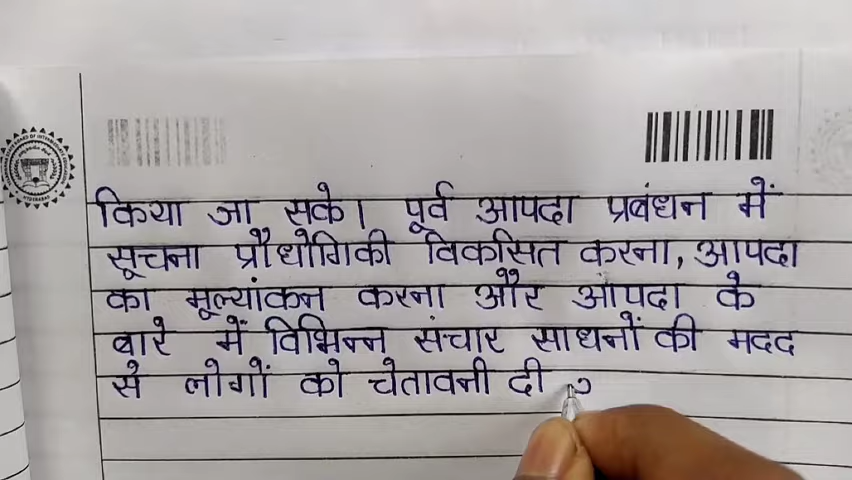 किया जा सके। पूर्व आपदा प्रबंधन में
सूचना प्रौधोगिकी विकसित करना, आपदा
का मूल्यांकन करना और आपदा के
बारे में विभिन्न संचार साधनों की मदद
से लोगों को चेतावनी दी